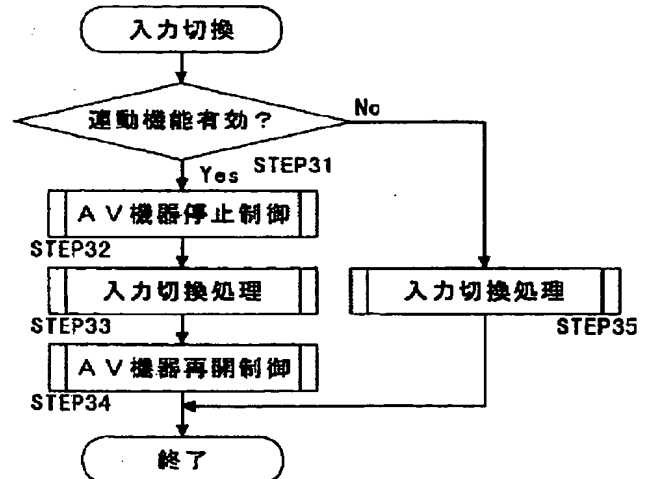 入力切換
連動機能有効？
No
Yes
STEP31
ＡＶ機器停止制御
STEP32
入力切換処理
入力切換処理
STEP33
STEP35
ＡＶ機器再開制御
STEP34
終了